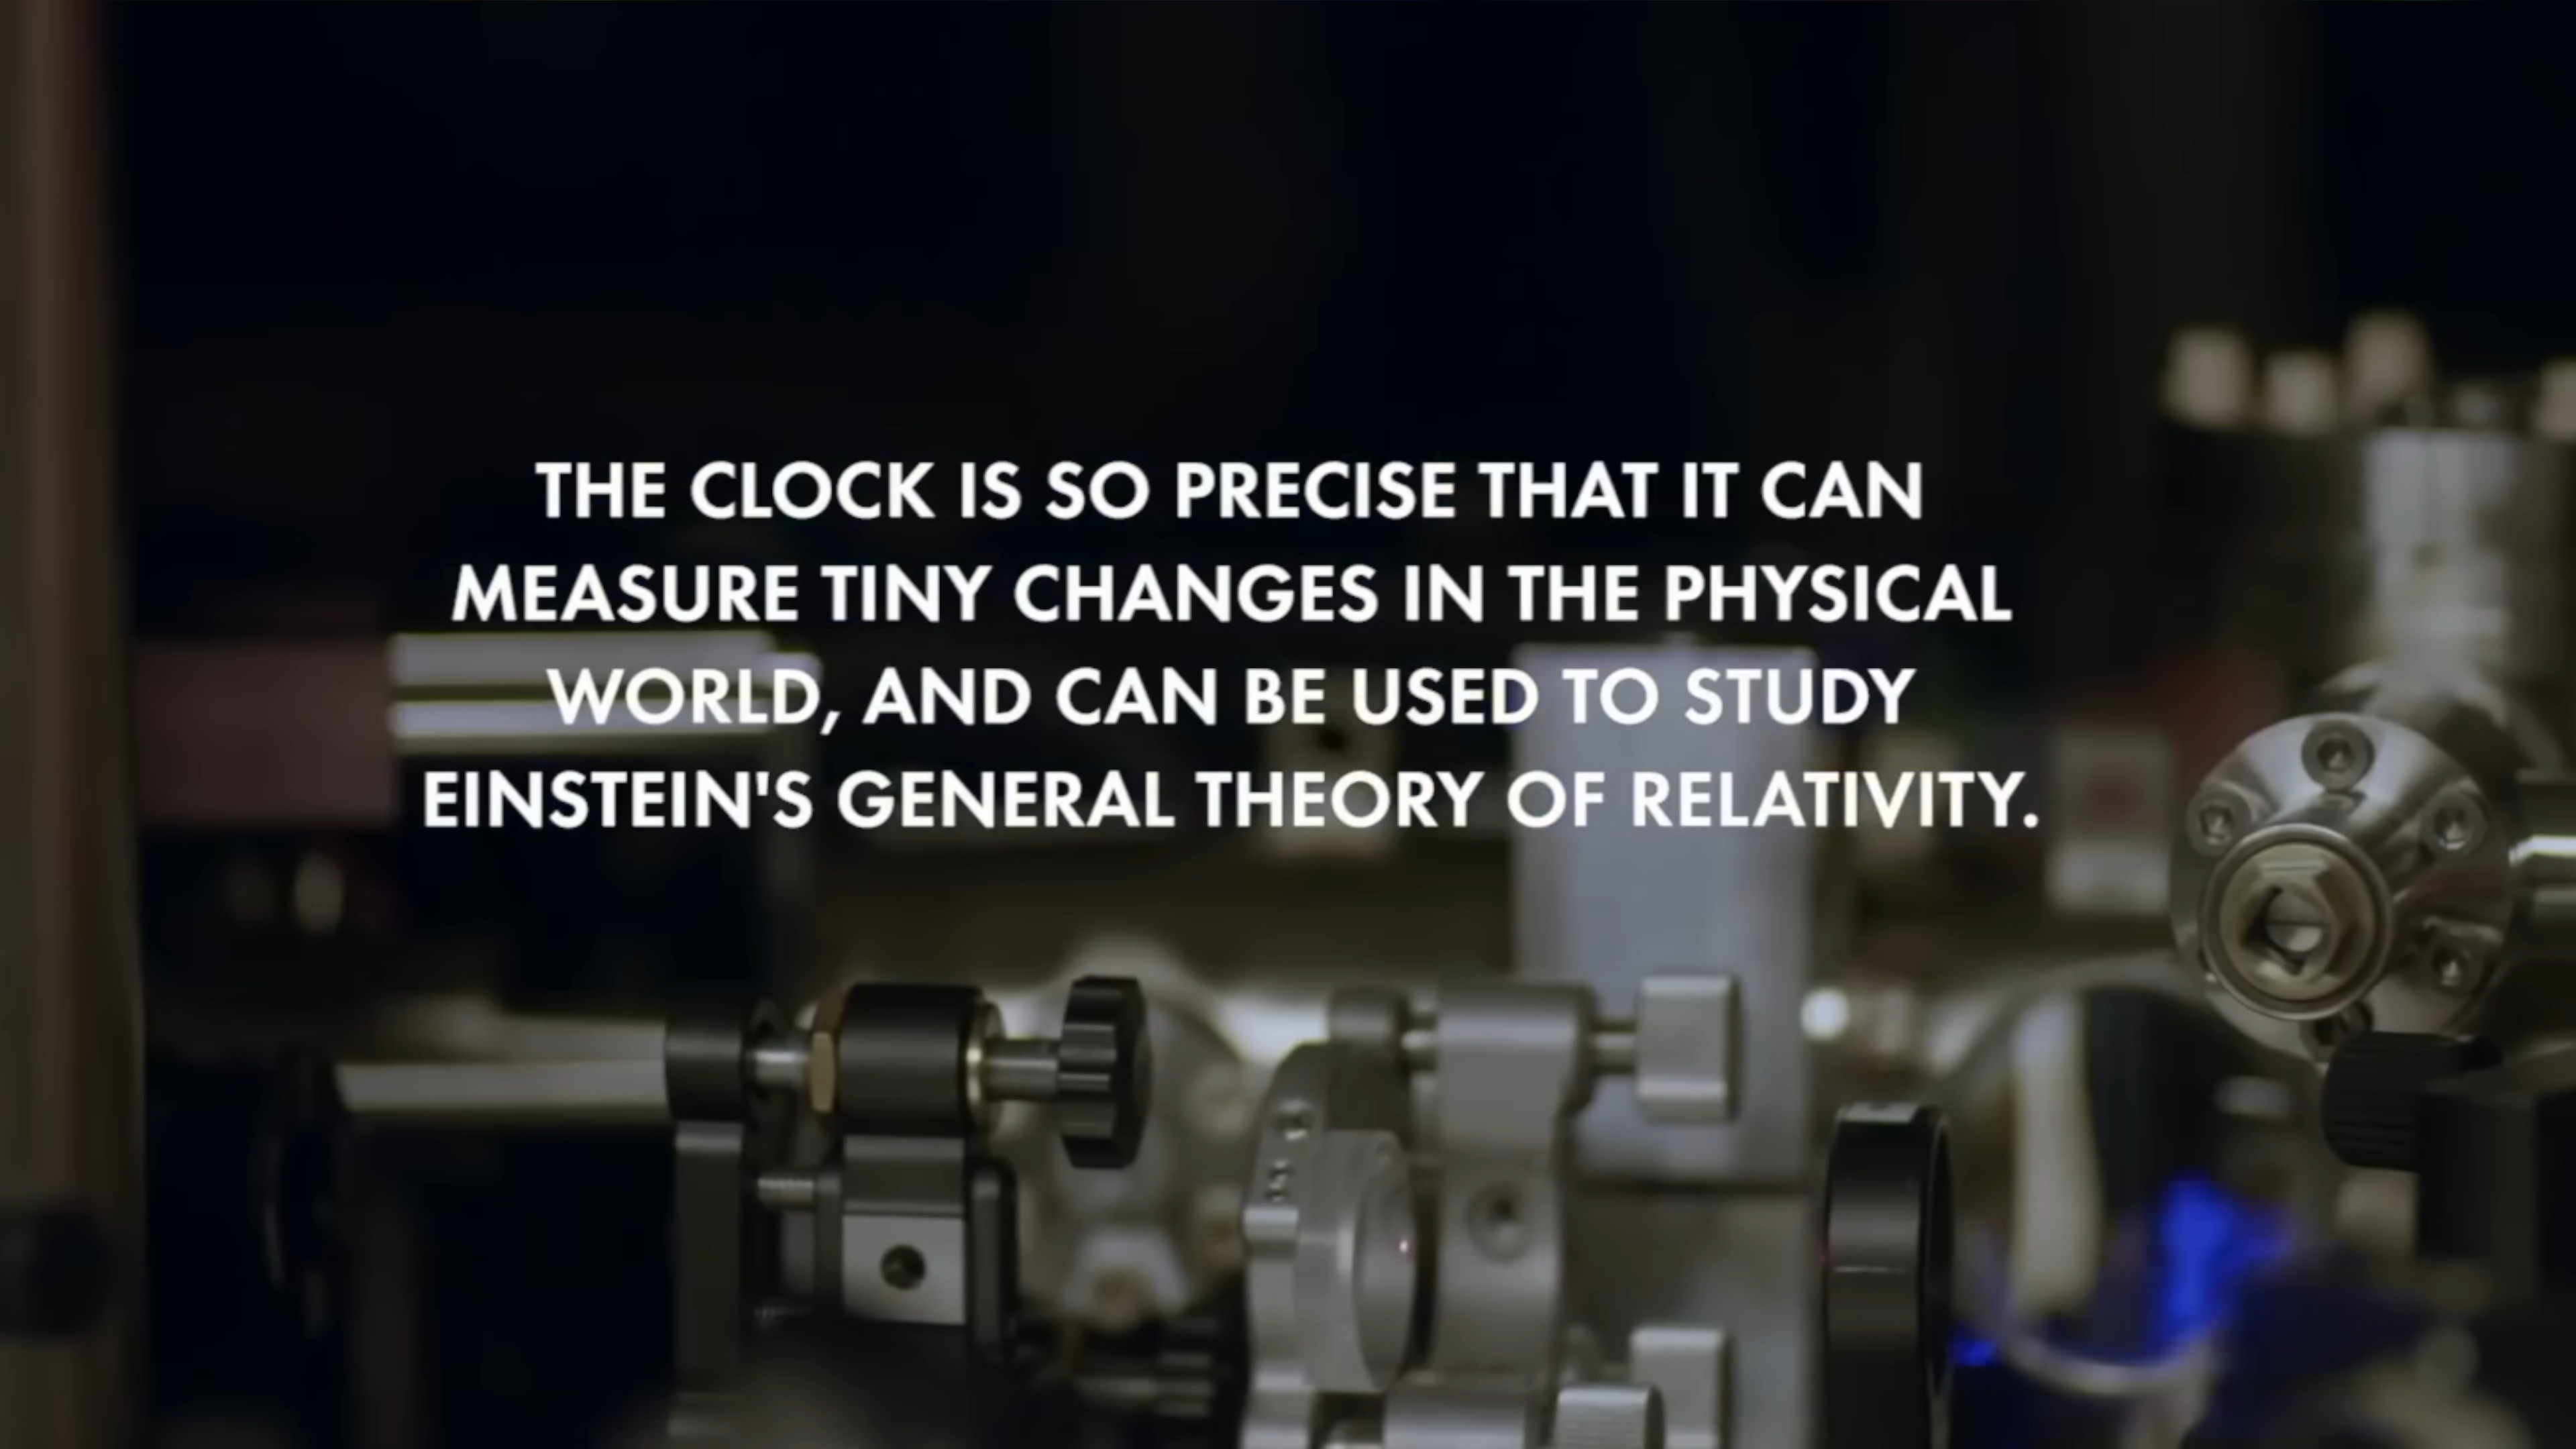 THE CLOCK IS SO PRECISE THAT IT CAN
MEASURE TINY CHANGES IN THE PHYSICAL
WORLD, AND CAN BE USED TO STUDY
EINSTEIN'S GENERAL THEORY OF RELATIVITY.